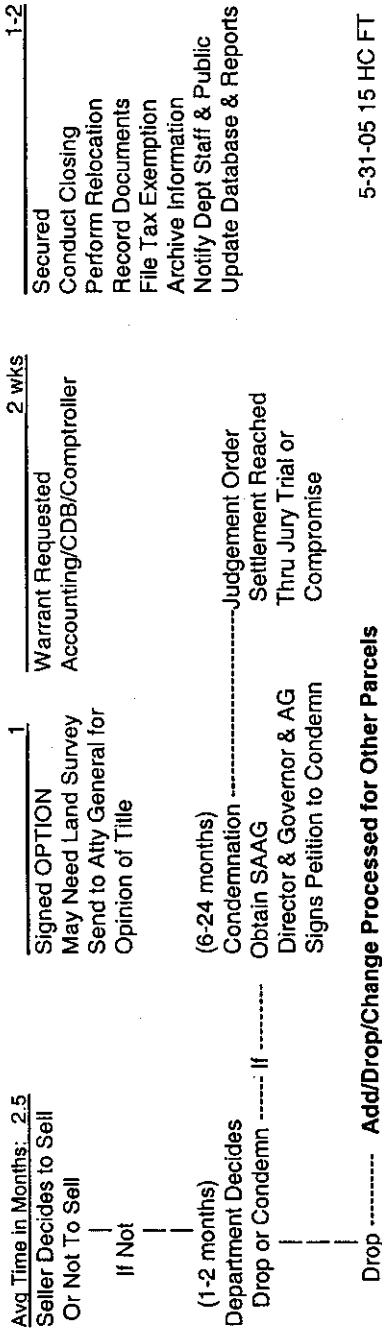 Avg Time in Months: 2.5
Seller Decides to Sell
Or Not To Sell
|
If Not
|
|
(1-2 months)
Department Decides
Drop or Condemn ------: If ----------
|
|
|
Drop ---------- Add/Drop/Change Processed for Other Parcels
1
Signed OPTION
May Need Land Survey
Send to Atty General for
Opinion of Title
(6-24 months)
Condemnation ------------------------------Judgement Order
Obtain SAAG
Director & Governor & AG
Signs Petition to Condemn
2 wks
Warrant Requested
Accounting/CDB/Comptroller
Settlement Reached
Thru Jury Trial or
Compromise
1-2
Secured
Conduct Closing
Perform Relocation
Record Documents
File Tax Exemption
Archive Information
Notify Dept Staff & Public
Update Database & Reports
5-31-05 15 HC FT